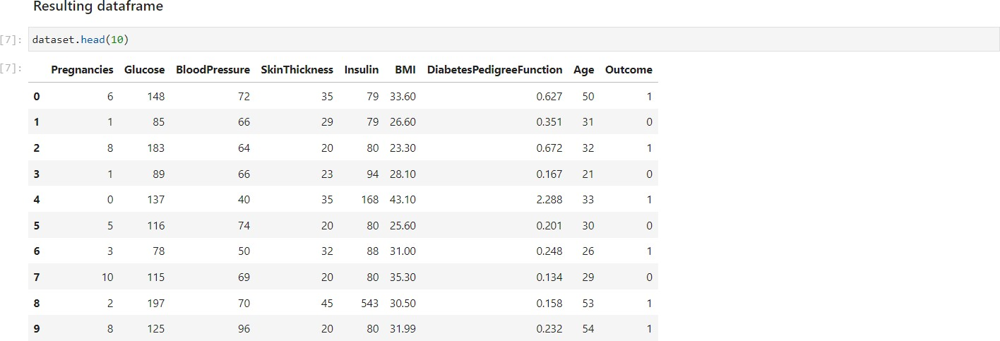 Resulting dataframe
[7]: dataset.head(10)
[7]: Pregnancies Glucose BloodPressure SkinThickness Insulin BMI DiabetesPedigreeFunction Age Outcome
0 6 148 72 35 79 33.60 0.627 50 1
1 1 85 66 29 79 26.60 0.351 31 0
2 8 183 64 20 80 23.30 0.672 32 1
3 1 89 66 23 94 28.10 0.167 21 0
4 0 137 40 35 168 43.10 2.288 33 1
5 5 116 74 20 80 25.60 0.201 30 0
6 3 78 50 32 88 31.00 0.248 26 1
7 10 115 69 20 80 35.30 0.134 29 0
8 2 197 70 45 543 30.50 0.158 53 1
9 8 125 96 20 80 31.99 0.232 54 1